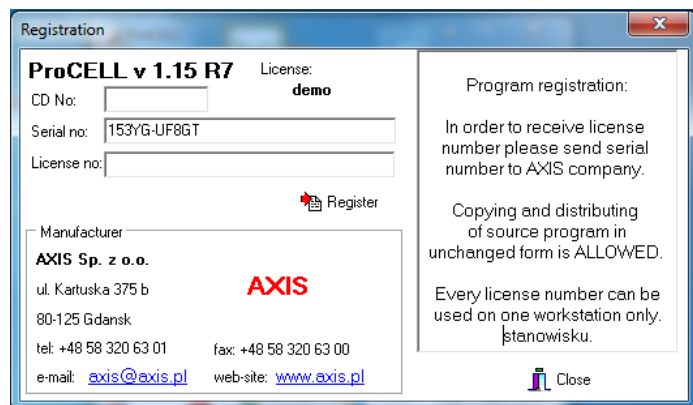 Registration
ProCELL v 1.15 R7
License:
demo
CD No:
Serial no: 153YG-UF8GT
License no:
Register
Manufacturer
AXIS Sp. z o.o.
ul. Kartuska 375 b
AXIS
80-125 Gdansk
tel: +48 58 320 63 01 fax: +48 58 320 63 00
e-mail: axis@axis.pl web-site: www.axis.pl
Program registration:
In order to receive license
number please send serial
number to AXIS company.
Copying and distributing
of source program in
unchanged form is ALLOWED.
Every license number can be
used on one workstation only.
stanowisku.
Close